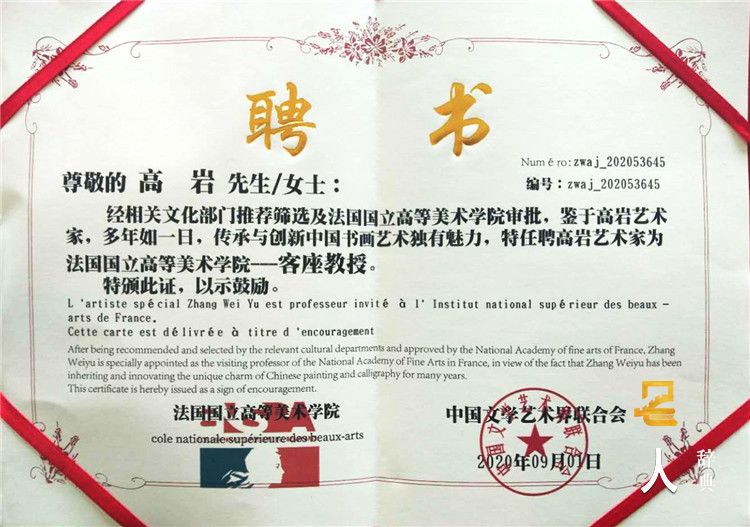 聘 书
Numéro:zwaj_202053645
尊敬的 高 岩 先生/女士：
编号：zwaj_202053645
经相关文化部门推荐筛选及法国国立高等美术学院审批，鉴于高岩艺术
家，多年如一日，传承与创新中国书画艺术独有魅力，特任聘高岩艺术家为
法国国立高等美术学院——客座教授。
特颁此证，以示鼓励。
L 'artiste spécial Zhang Wei Yu est professeur invité à l' Institut national supérieur des beaux -
arts de France.
Cette carte est délivrée à titre d 'encouragement
After being recommended and selected by the relevant cultural departments and approved by the National Academy of fine arts of France, Zhang
Weiyu is specially appointed as the visiting professor of the National Academy of Fine Arts in France, in view of the fact that Zhang Weiyu has been
inheriting and innovating the unique charm of Chinese painting and calligraphy for many years.
This certificate is hereby issued as a sign of encouragement.
法国国立高等美术学院
中国文学艺术界联合会
cole nationale supérieure des beaux-arts
2020年09月01日
名人
辞典